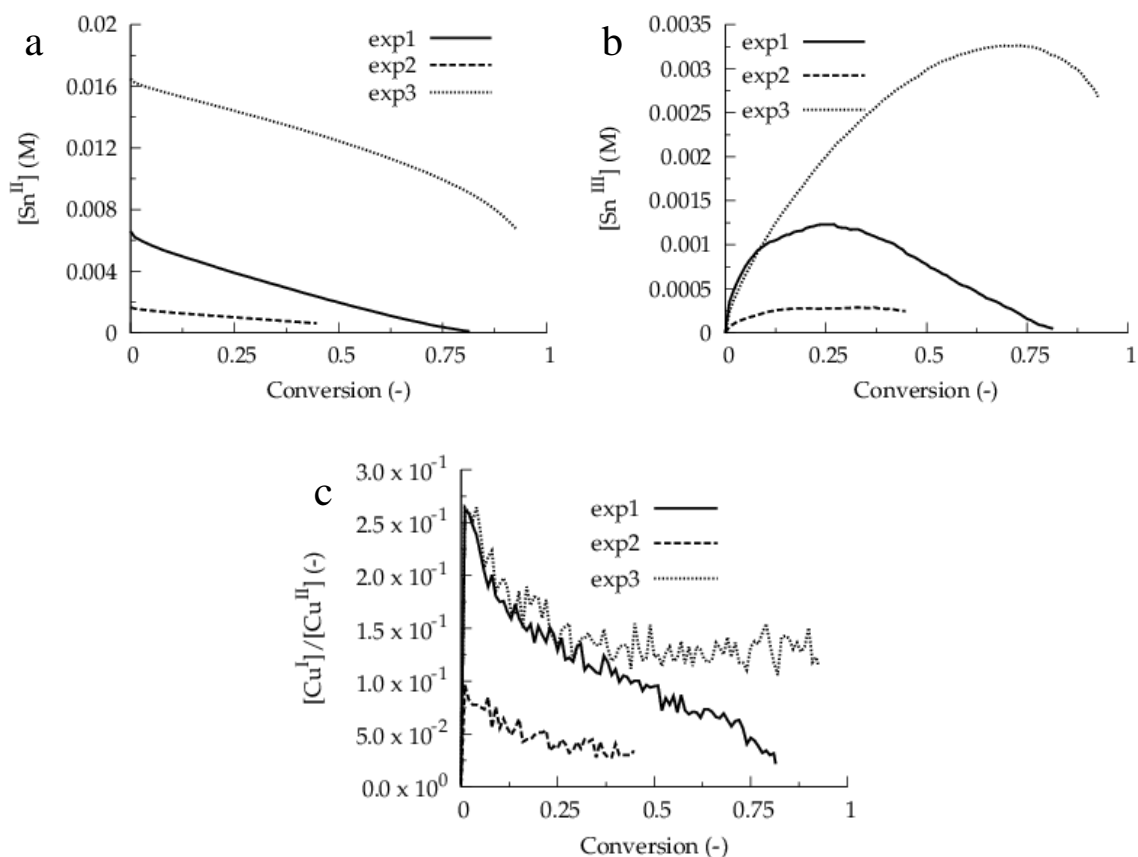 a
0.02
0.016
0.012
0.008
0.004
0
[Sn^II] (M)
exp1
exp2
exp3
0 0.25 0.5 0.75 1
Conversion (-)
b
0.0035
0.003
0.0025
0.002
0.0015
0.001
0.0005
0
[Sn^III] (M)
exp1
exp2
exp3
0 0.25 0.5 0.75 1
Conversion (-)
c
3.0 x 10^-1
2.5 x 10^-1
2.0 x 10^-1
1.5 x 10^-1
1.0 x 10^-1
5.0 x 10^-2
0.0 x 10^0
[Cu^I]/[Cu^II] (-)
exp1
exp2
exp3
0 0.25 0.5 0.75 1
Conversion (-)